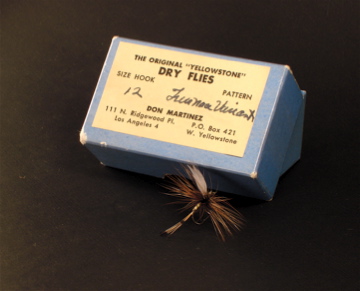 THE ORIGINAL "YELLOWSTONE"
DRY FLIES
SIZE HOOK PATTERN
12
DON MARTINEZ
111 N. Ridgewood Pl. P.O. Box 421
Los Angeles 4 W. Yellowstone